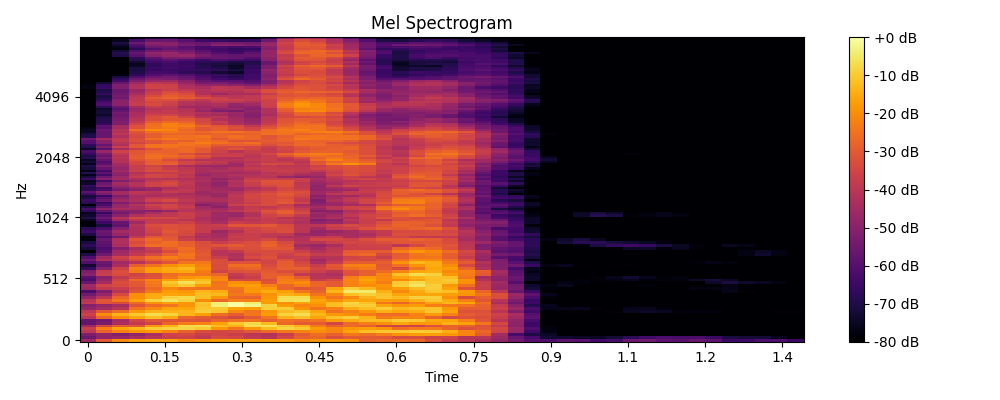 Mel Spectrogram
Hz
4096
2048
1024
512
0
0 0.15 0.3 0.45 0.6 0.75 0.9 1.1 1.2 1.4
Time
+0 dB
-10 dB
-20 dB
-30 dB
-40 dB
-50 dB
-60 dB
-70 dB
-80 dB